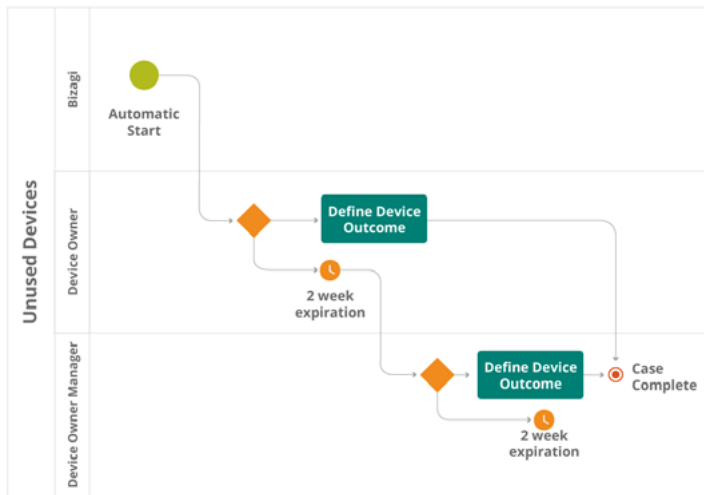 Unused Devices
Bizagi
Automatic
Start
Device Owner
Define Device
Outcome
2 week
expiration
Device Owner Manager
Define Device
Outcome
Case
Complete
2 week
expiration